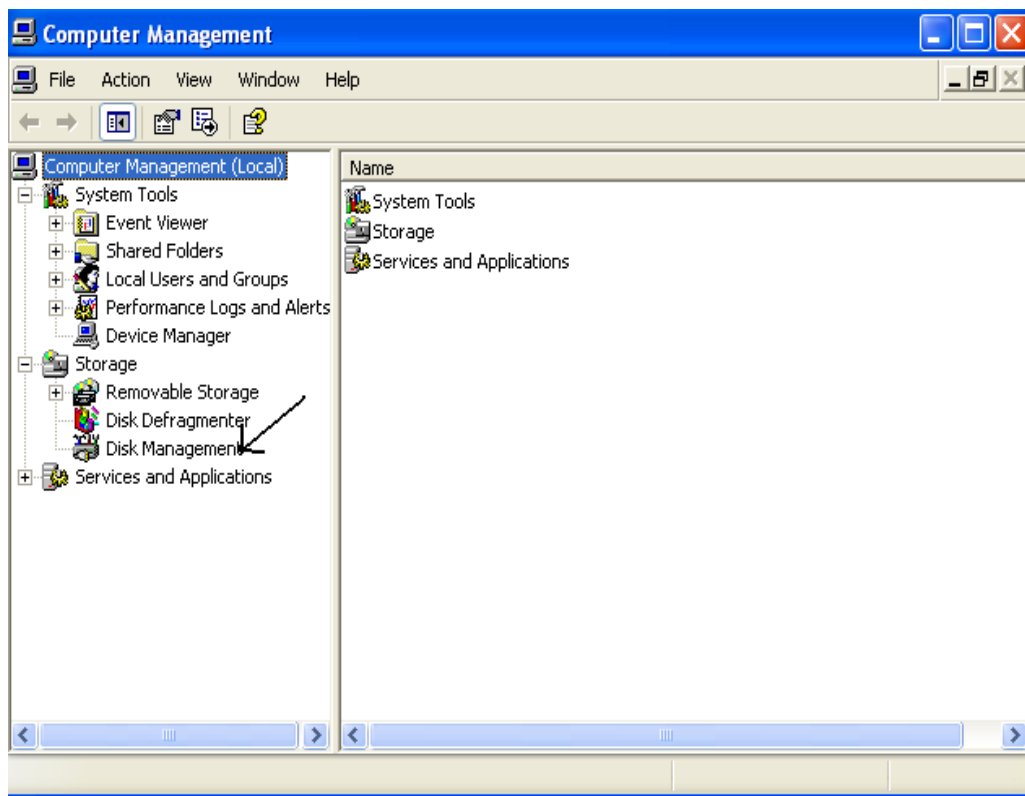 Computer Management
File Action View Window Help
Computer Management (Local)
System Tools
Event Viewer
Shared Folders
Local Users and Groups
Performance Logs and Alerts
Device Manager
Storage
Removable Storage
Disk Defragmenter
Disk Management
Services and Applications
Name
System Tools
Storage
Services and Applications